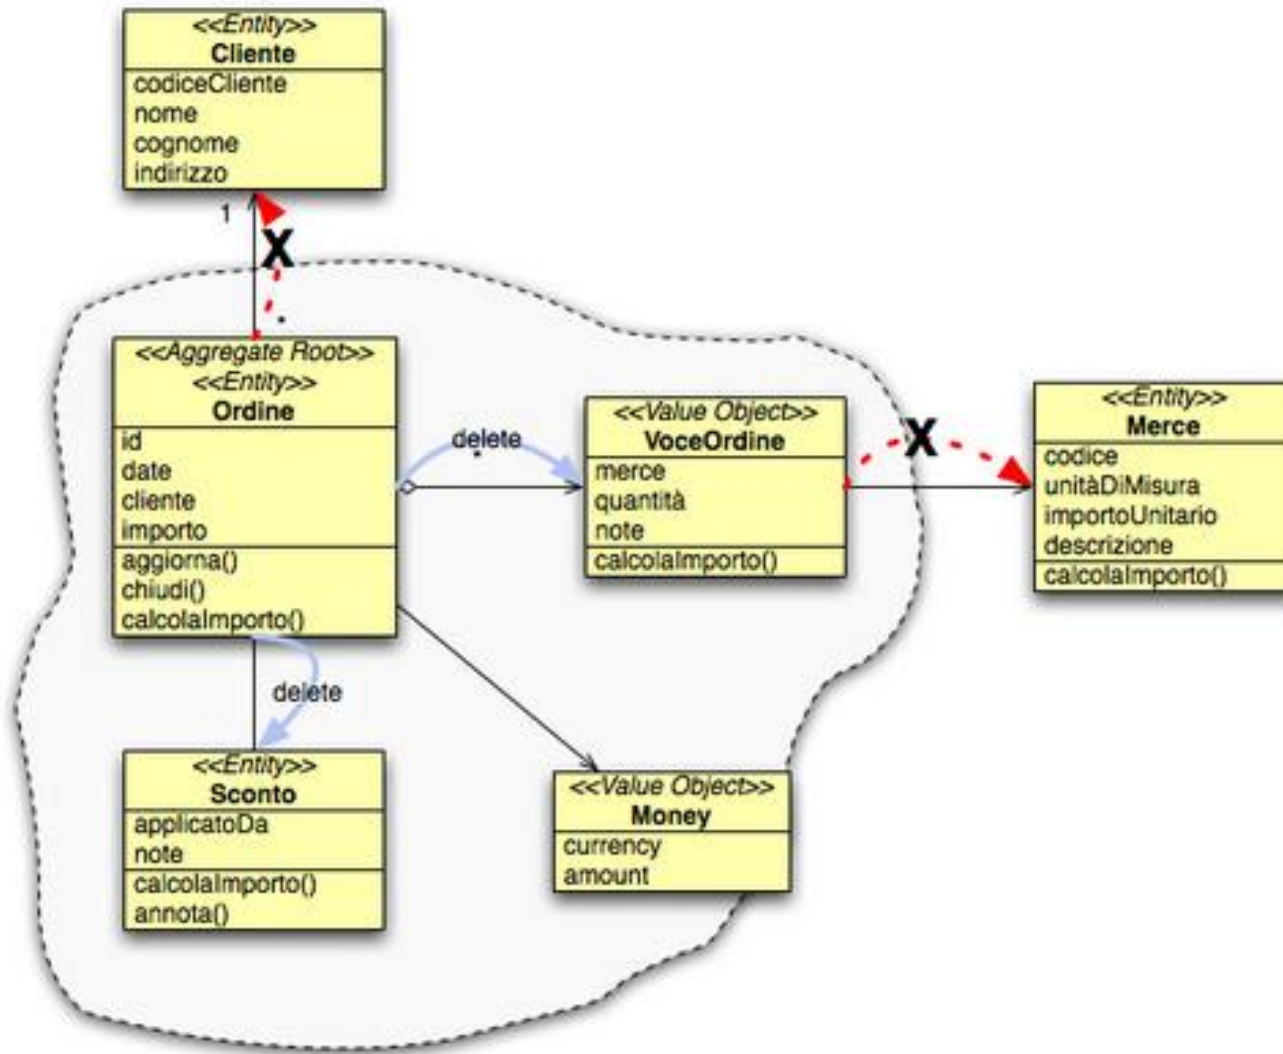 <<Entity>>
Cliente
codiceCliente
nome
cognome
indirizzo
1
X
<<Aggregate Root>>
<<Entity>>
Ordine
id
date
cliente
importo
aggiorna()
chiudi()
calcolaImporto()
delete
<<Value Object>>
VoceOrdine
merce
quantità
note
calcolaImporto()
X
<<Entity>>
Merce
codice
unitàDiMisura
importoUnitario
descrizione
calcolaImporto()
delete
<<Entity>>
Sconto
applicatoDa
note
calcolaImporto()
annota()
<<Value Object>>
Money
currency
amount